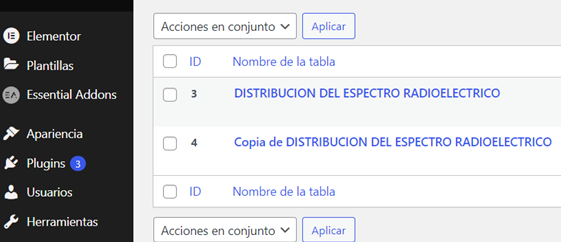 Elementor
Plantillas
EA Essential Addons
Apariencia
Plugins 3
Usuarios
Herramientas
Acciones en conjunto Aplicar
ID Nombre de la tabla
3 DISTRIBUCION DEL ESPECTRO RADIOELECTRICO
4 Copia de DISTRIBUCION DEL ESPECTRO RADIOELECTRICO
ID Nombre de la tabla
Acciones en conjunto Aplicar